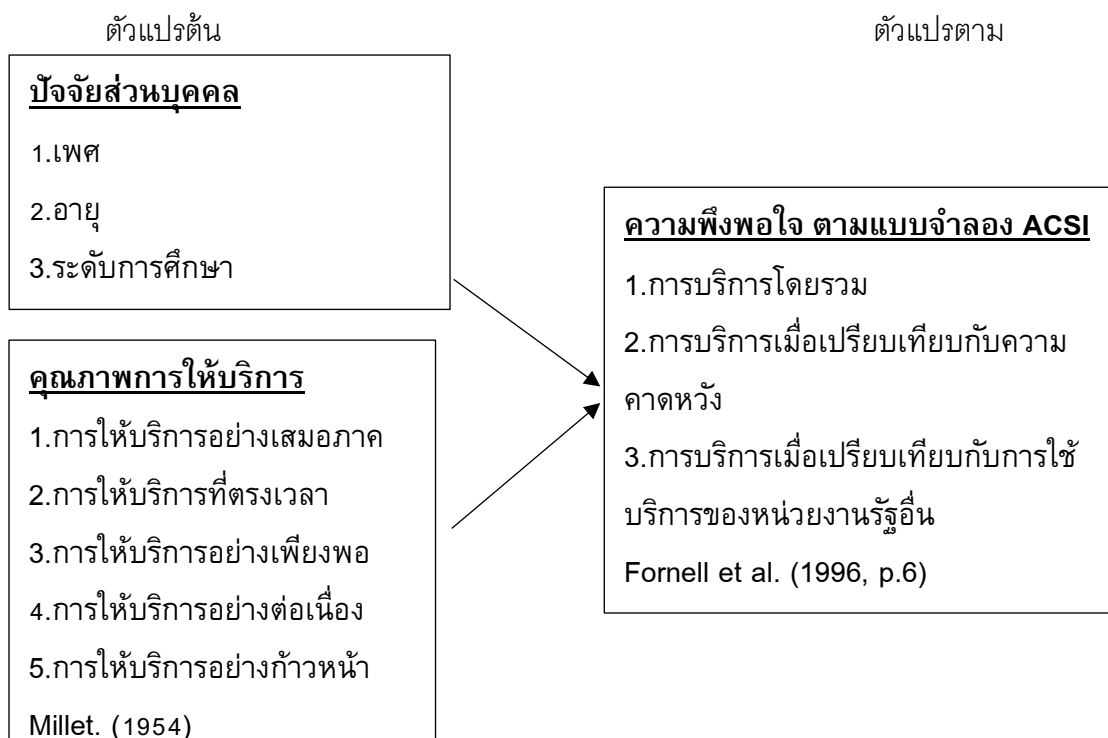 ตัวแปรต้น
ตัวแปรตาม
ปัจจัยส่วนบุคคล
1.เพศ
2.อายุ
3.ระดับการศึกษา
คุณภาพการให้บริการ
1.การให้บริการอย่างเสมอภาค
2.การให้บริการที่ตรงเวลา
3.การให้บริการอย่างเพียงพอ
4.การให้บริการอย่างต่อเนื่อง
5.การให้บริการอย่างก้าวหน้า
Millet. (1954)
ความพึงพอใจ ตามแบบจำลอง ACSI
1.การบริการโดยรวม
2.การบริการเมื่อเปรียบเทียบกับความ
คาดหวัง
3.การบริการเมื่อเปรียบเทียบกับการใช้
บริการของหน่วยงานรัฐอื่น
Fornell et al. (1996, p.6)